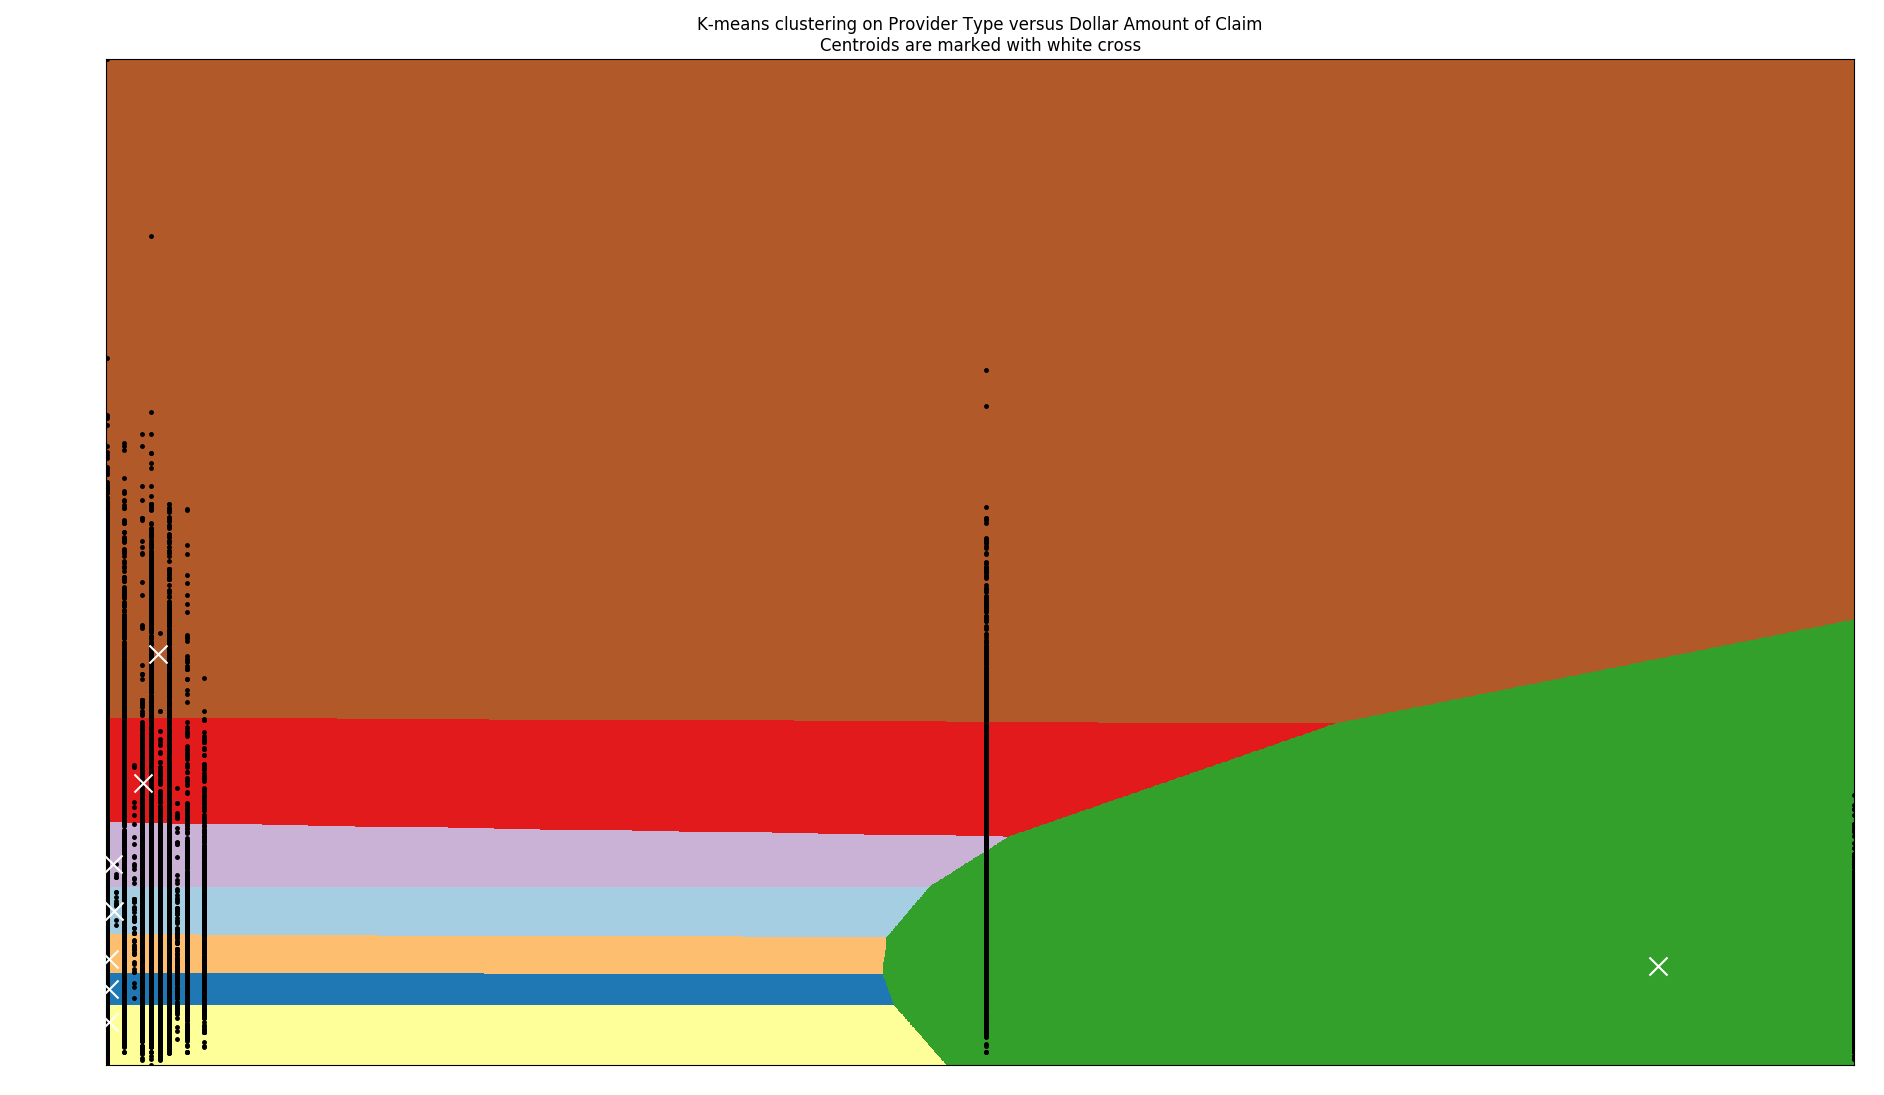 K-means clustering on Provider Type versus Dollar Amount of Claim
Centroids are marked with white cross